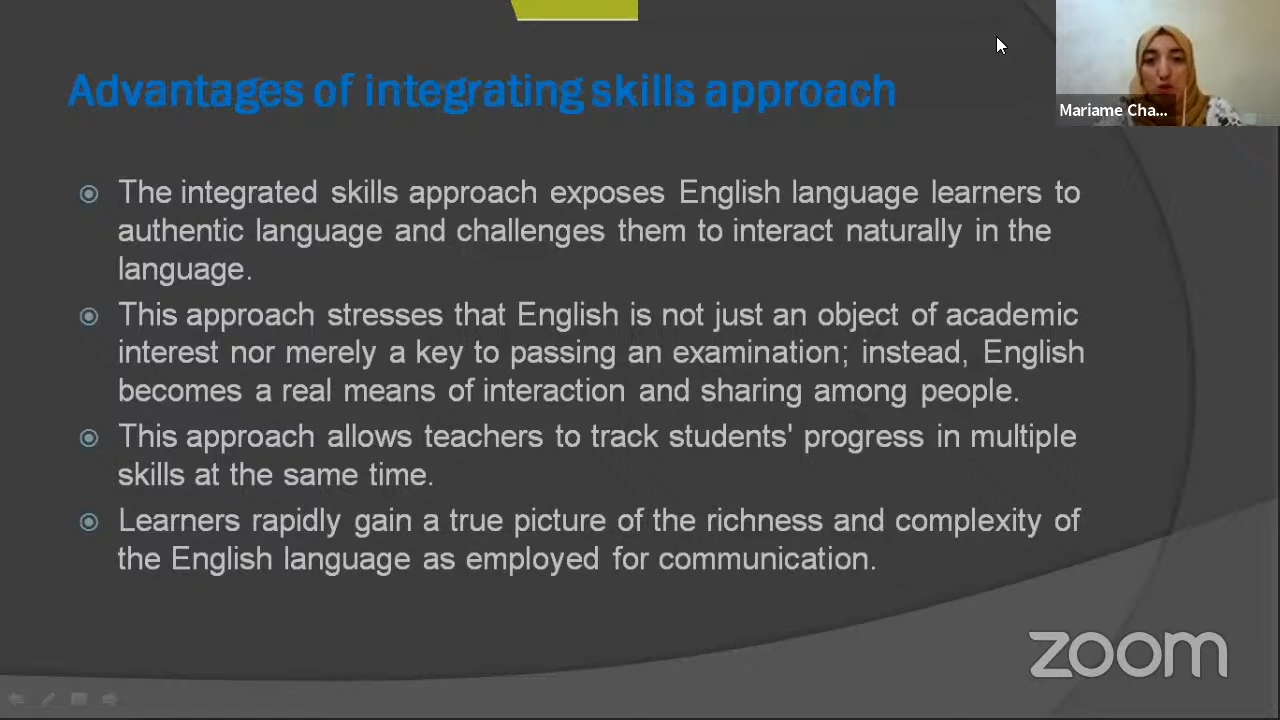 Advantages of integrating skills approach
Mariame Cha...
The integrated skills approach exposes English language learners to
authentic language and challenges them to interact naturally in the
language.
This approach stresses that English is not just an object of academic
interest nor merely a key to passing an examination; instead, English
becomes a real means of interaction and sharing among people.
This approach allows teachers to track students' progress in multiple
skills at the same time.
Learners rapidly gain a true picture of the richness and complexity of
the English language as employed for communication.
zoom